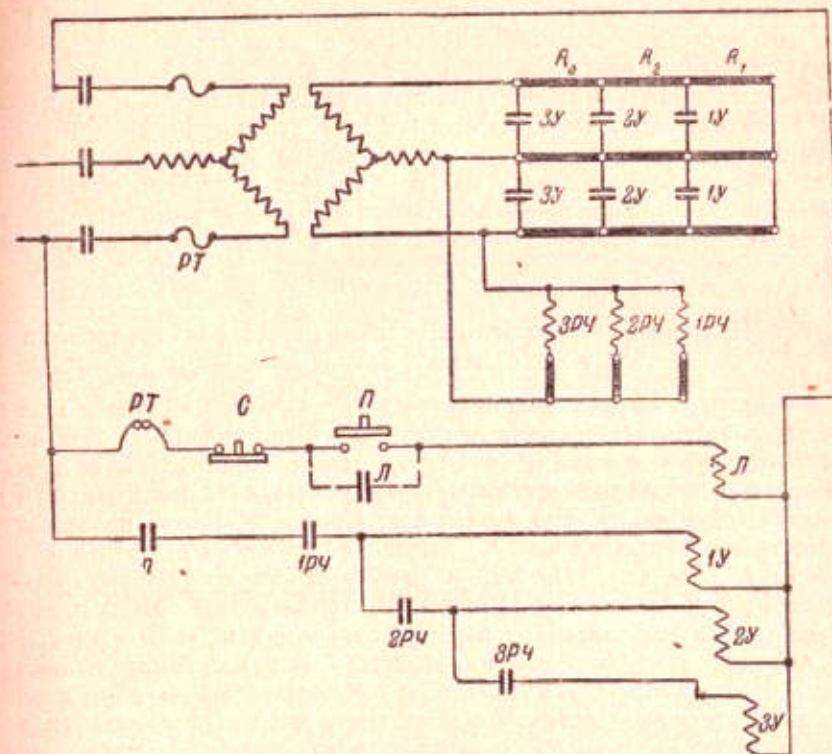 R₀ R₂ R₁
3У 2У 1У
3У 2У 1У
РТ
3РЧ 2РЧ 1РЧ
РТ С П
Л Л
η 1РЧ 1У
2РЧ 2У
3РЧ
3У